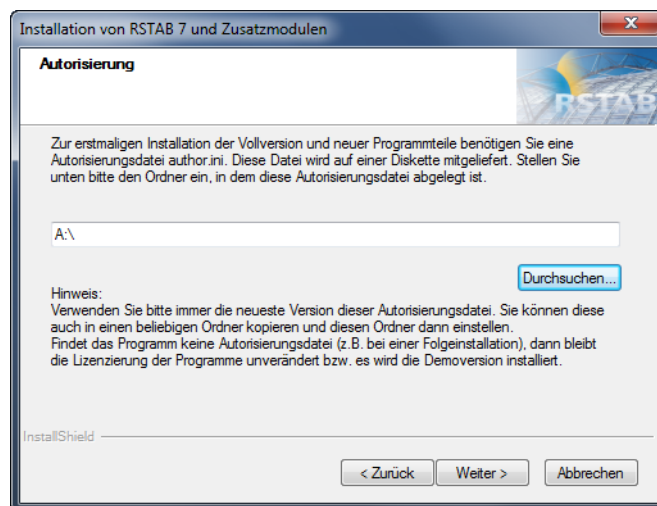 Installation von RSTAB 7 und Zusatzmodulen
Autorisierung
RSTAB
Zur erstmaligen Installation der Vollversion und neuer Programmteile benötigen Sie eine
Autorisierungsdatei author.ini. Diese Datei wird auf einer Diskette mitgeliefert. Stellen Sie
unten bitte den Ordner ein, in dem diese Autorisierungsdatei abgelegt ist.
A:\
Durchsuchen...
Hinweis:
Verwenden Sie bitte immer die neueste Version dieser Autorisierungsdatei. Sie können diese
auch in einen beliebigen Ordner kopieren und diesen Ordner dann einstellen.
Findet das Programm keine Autorisierungsdatei (z.B. bei einer Folgeinstallation), dann bleibt
die Lizenzierung der Programme unverändert bzw. es wird die Demoversion installiert.
InstallShield
< Zurück Weiter > Abbrechen